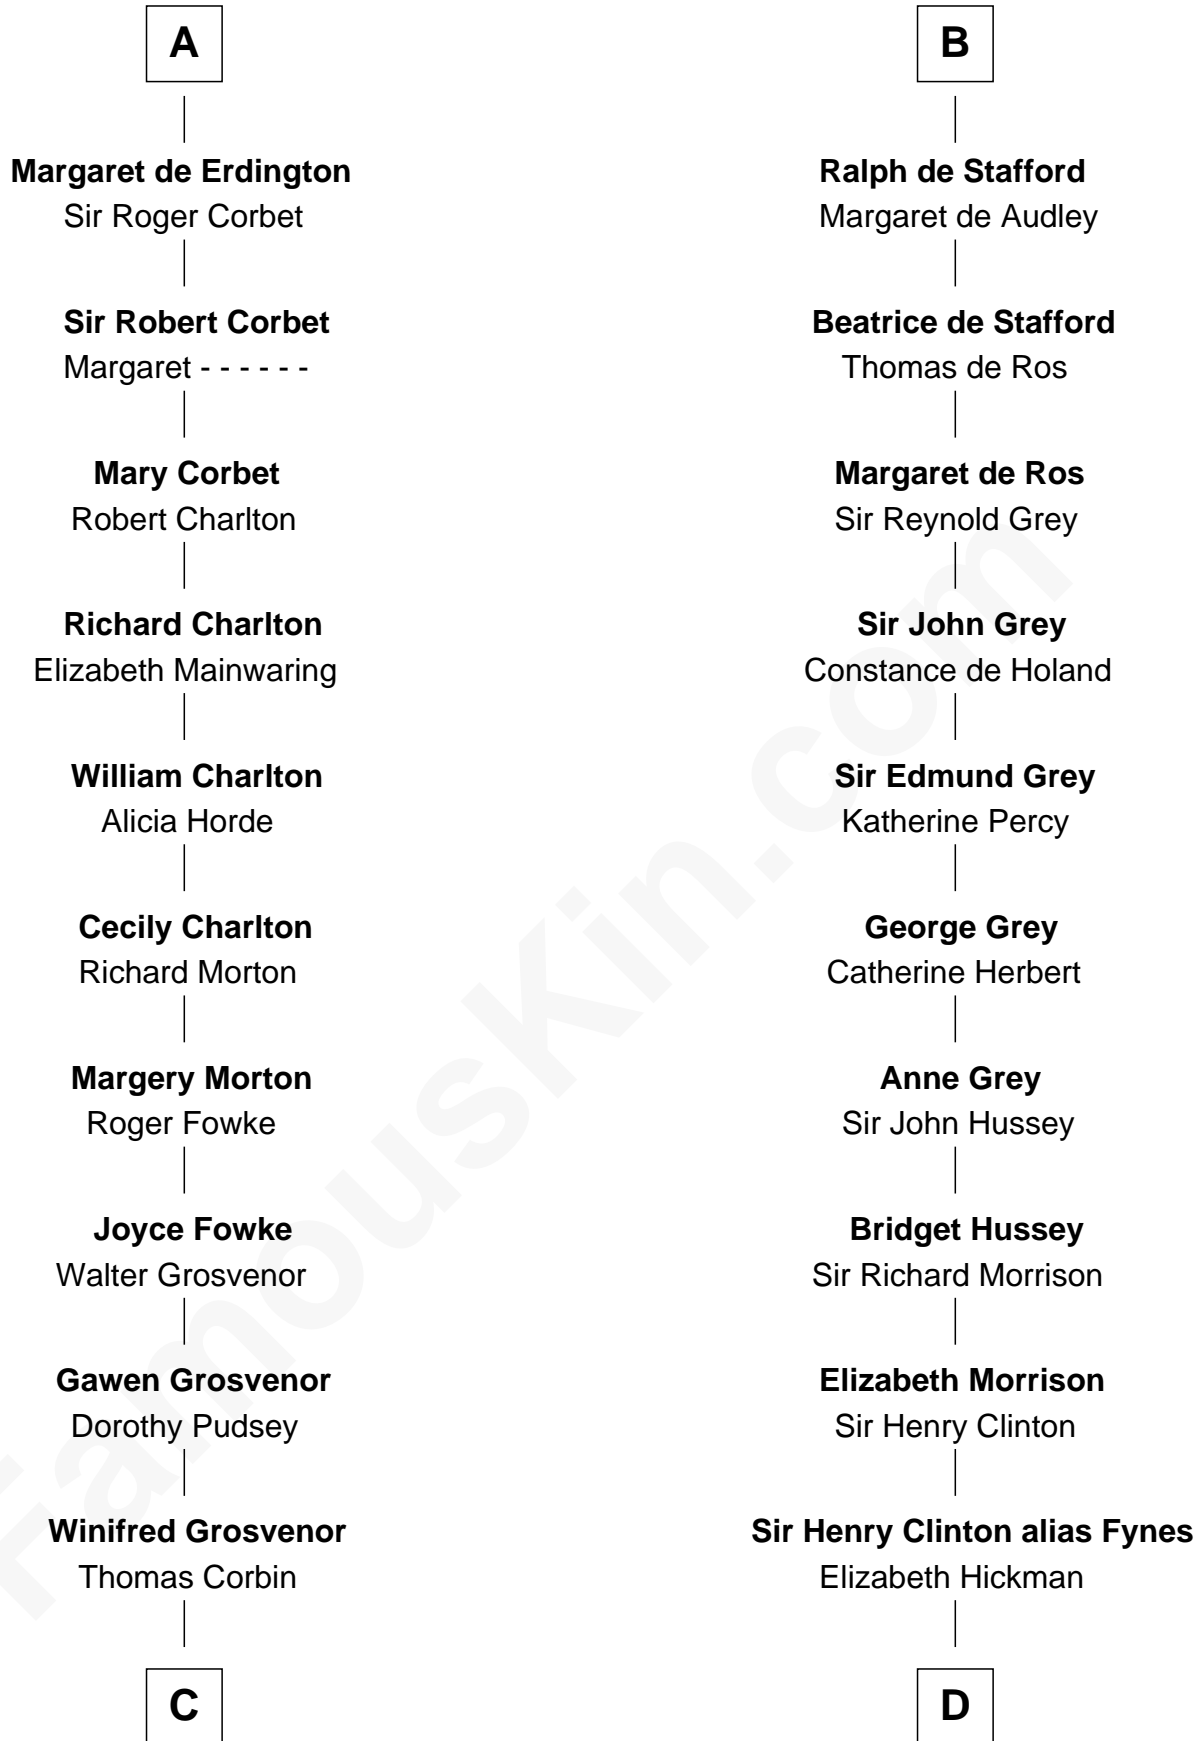 A
Margaret de Erdington
Sir Roger Corbet
Sir Robert Corbet
Margaret - - - - - -
Mary Corbet
Robert Charlton
Richard Charlton
Elizabeth Mainwaring
William Charlton
Alicia Horde
Cecily Charlton
Richard Morton
Margery Morton
Roger Fowke
Joyce Fowke
Walter Grosvenor
Gawen Grosvenor
Dorothy Pudsey
Winifred Grosvenor
Thomas Corbin
C
B
Ralph de Stafford
Margaret de Audley
Beatrice de Stafford
Thomas de Ros
Margaret de Ros
Sir Reynold Grey
Sir John Grey
Constance de Holand
Sir Edmund Grey
Katherine Percy
George Grey
Catherine Herbert
Anne Grey
Sir John Hussey
Bridget Hussey
Sir Richard Morrison
Elizabeth Morrison
Sir Henry Clinton
Sir Henry Clinton alias Fynes
Elizabeth Hickman
D
FamousKin.com